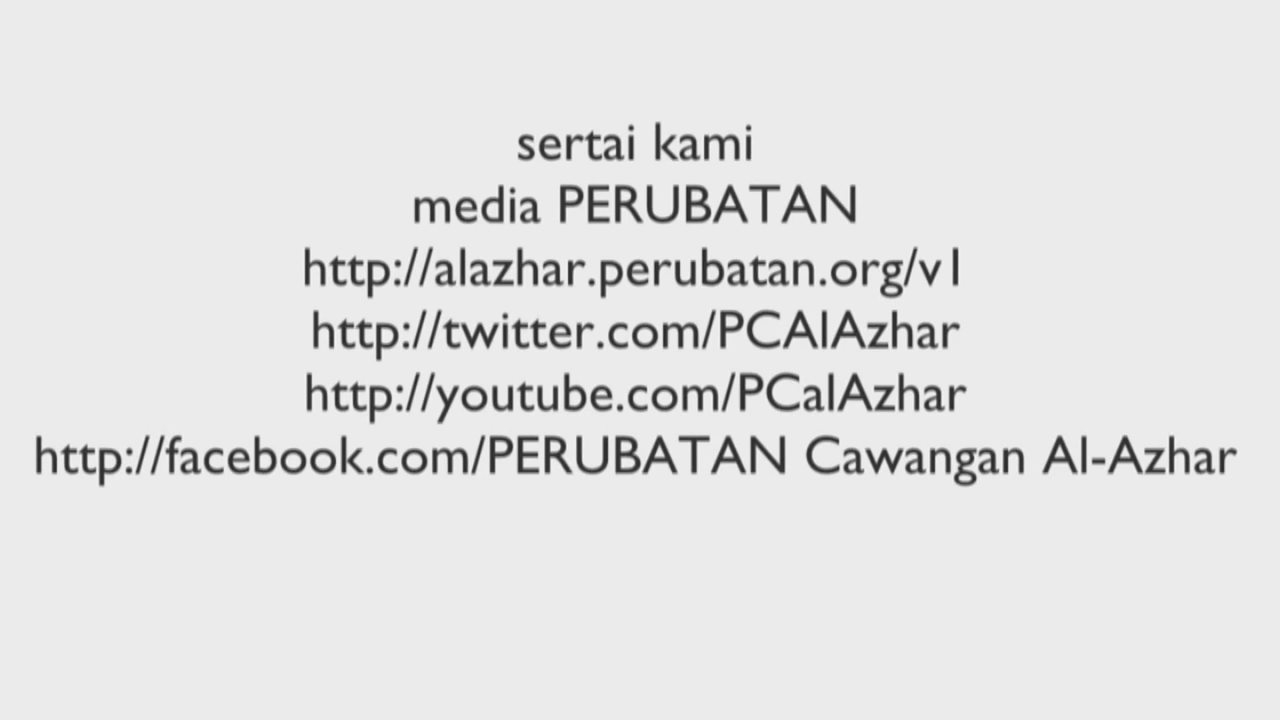 sertai kami
media PERUBATAN
http://alazhar.perubatan.org/v1
http://twitter.com/PCAlAzhar
http://youtube.com/PCalAzhar
http://facebook.com/PERUBATAN Cawangan Al-Azhar